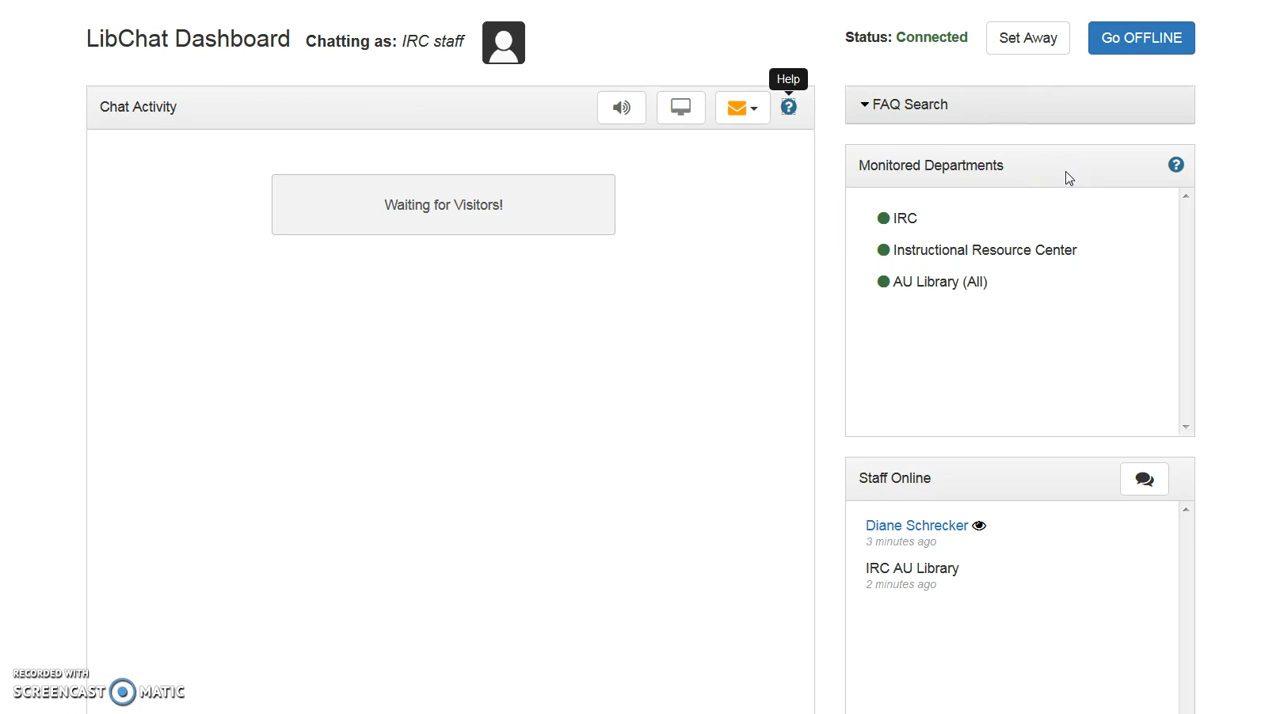 LibChat Dashboard
Chatting as: IRC staff
Status: Connected
Set Away
Go OFFLINE
Help
Chat Activity
Waiting for Visitors!
FAQ Search
Monitored Departments
IRC
Instructional Resource Center
AU Library (All)
Staff Online
Diane Schrecker
3 minutes ago
IRC AU Library
2 minutes ago
RECORDED WITH
SCREENCAST MATIC